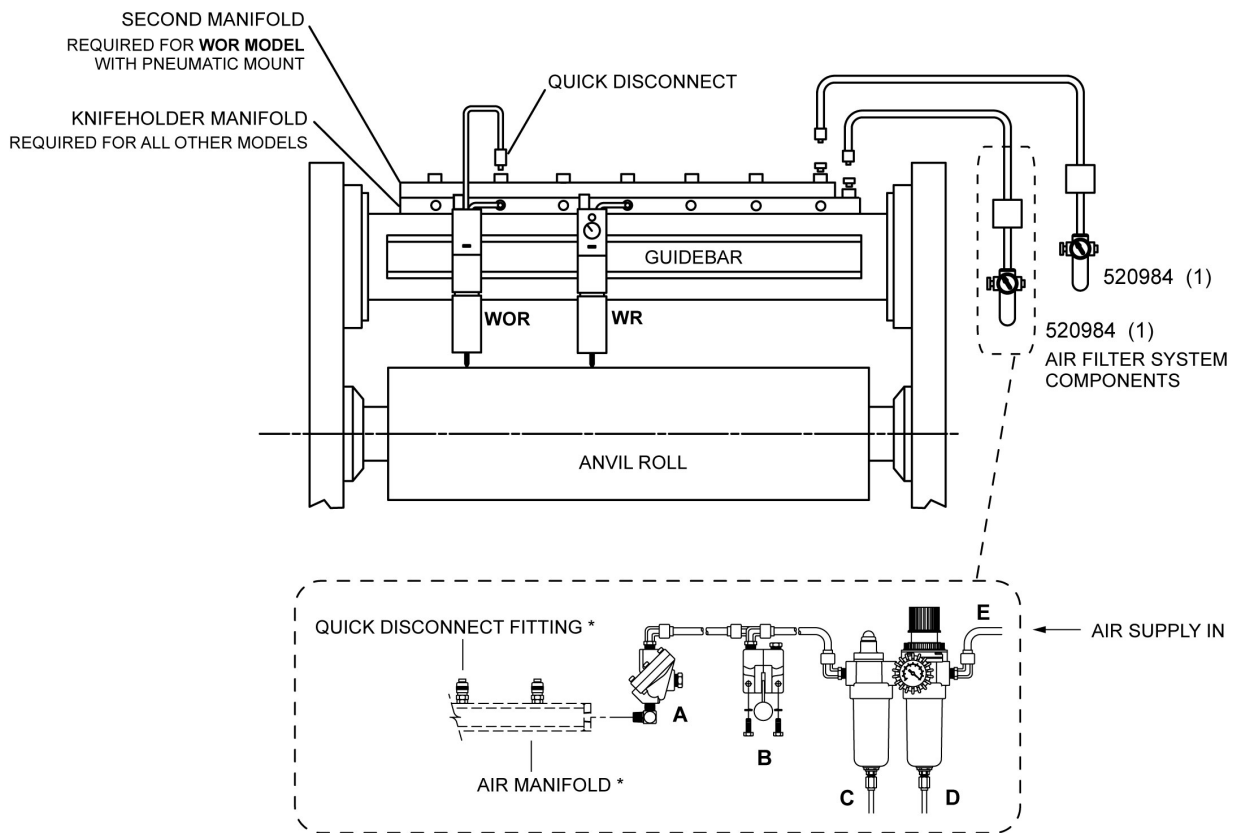 SECOND MANIFOLD
REQUIRED FOR WOR MODEL
WITH PNEUMATIC MOUNT
QUICK DISCONNECT
KNIFEHOLDER MANIFOLD
REQUIRED FOR ALL OTHER MODELS
GUIDEBAR
520984 (1)
WOR
WR
520984 (1)
AIR FILTER SYSTEM
COMPONENTS
ANVIL ROLL
QUICK DISCONNECT FITTING *
E
AIR SUPPLY IN
A
B
AIR MANIFOLD *
C
D